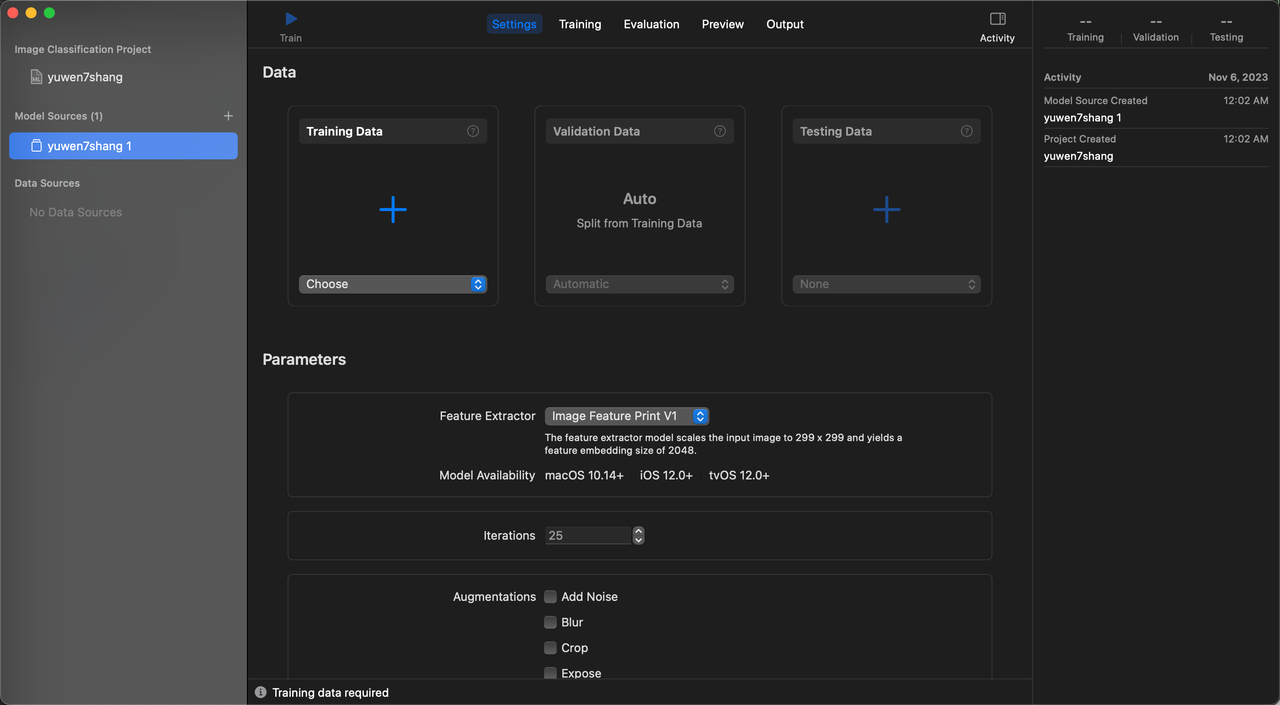 Image Classification Project
yuwen7shang
Model Sources (1)
yuwen7shang 1
Data Sources
No Data Sources
Train
Settings
Training
Evaluation
Preview
Output
Activity
Data
Training Data
Choose
Validation Data
Auto
Split from Training Data
Automatic
Testing Data
None
Parameters
Feature Extractor
Image Feature Print V1
The feature extractor model scales the input image to 299 x 299 and yields a
feature embedding size of 2048.
Model Availability
macOS 10.14+ iOS 12.0+ tvOS 12.0+
Iterations
25
Augmentations
Add Noise
Blur
Crop
Expose
Training data required
-- -- --
Training Validation Testing
Activity Nov 6, 2023
Model Source Created 12:02 AM
yuwen7shang 1
Project Created 12:02 AM
yuwen7shang